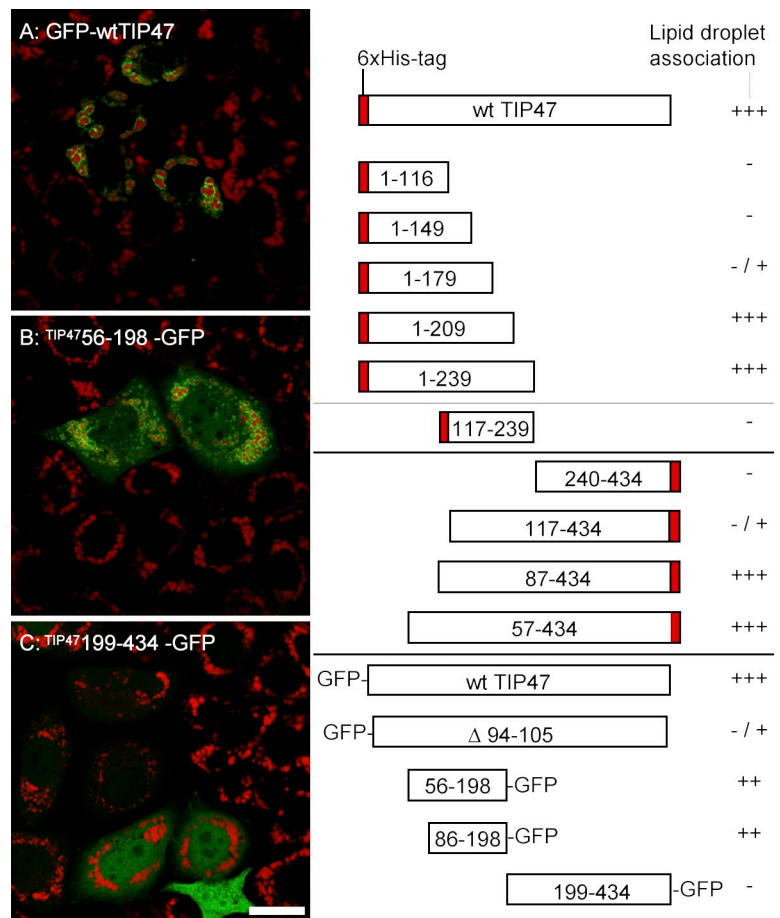 A: GFP-wtTIP47
B: TIP4756-198 -GFP
C: TIP47199-434 -GFP
Lipid droplet
association
6xHis-tag
wt TIP47 +++
1-116 -
1-149 -
1-179 - / +
1-209 +++
1-239 +++
117-239 -
240-434 -
117-434 - / +
87-434 +++
57-434 +++
GFP- wt TIP47 +++
GFP- Δ 94-105 - / +
56-198 -GFP ++
86-198 -GFP ++
199-434 -GFP -